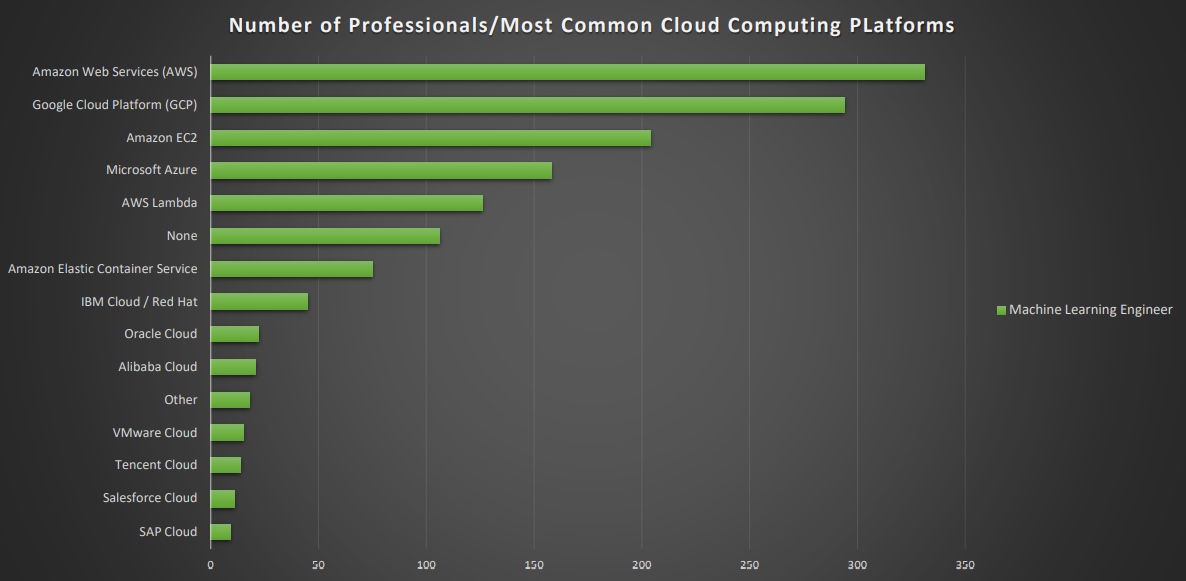 Number of Professionals/Most Common Cloud Computing PLatforms
Amazon Web Services (AWS)
Google Cloud Platform (GCP)
Amazon EC2
Microsoft Azure
AWS Lambda
None
Amazon Elastic Container Service
IBM Cloud / Red Hat
Oracle Cloud
Alibaba Cloud
Other
VMware Cloud
Tencent Cloud
Salesforce Cloud
SAP Cloud
0 50 100 150 200 250 300 350
Machine Learning Engineer